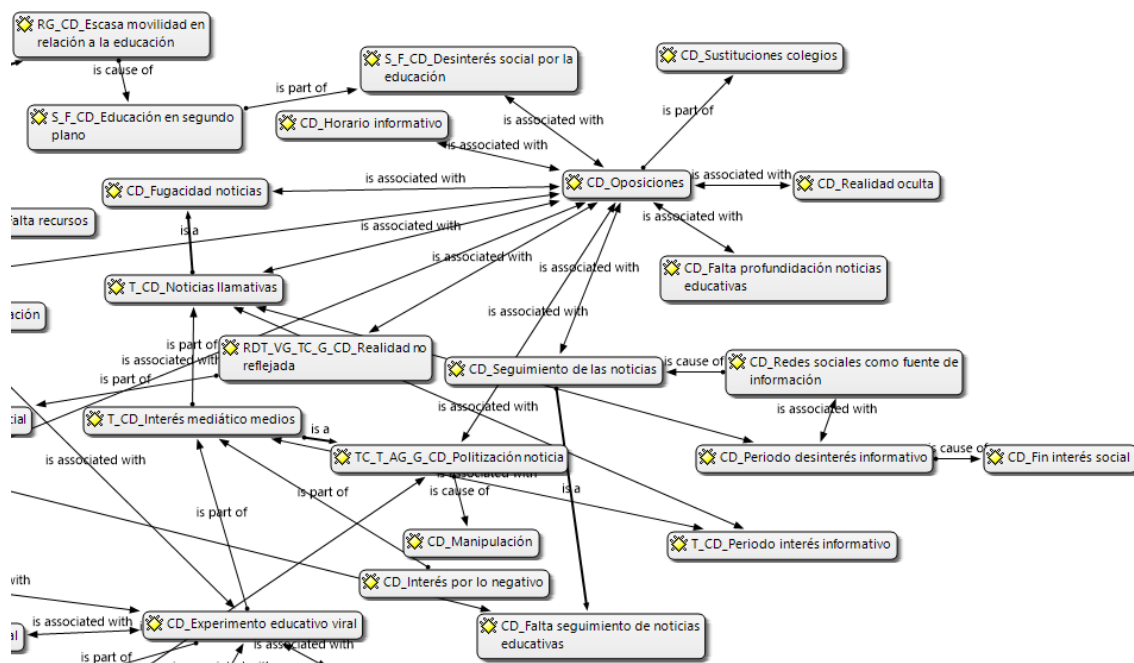 RG_CD_Escasa movilidad en
relación a la educación
is cause of
S_F_CD_Desinterés social por la
educación
CD_Sustituciones colegios
is part of
is part of
S_F_CD_Educación en segundo
plano
CD_Horario informativo
is associated with
is associated with
is associated with
CD_Fugacidad noticias
CD_Oposiciones
is associated with
CD_Realidad oculta
Falta recursos
is a
is associated with
is associated with
is associated with
CD_Falta profundidación noticias
educativas
T_CD_Noticias llamativas
is associated with
ación
is part of
RDT_VG_TC_G_CD_Realidad no
reflejada
is associated with
is part of
CD_Seguimiento de las noticias
is cause of
CD_Redes sociales como fuente de
información
cial
T_CD_Interés mediático medios
is a
is associated with
is associated with
is associated with
TC_T_AG_G_CD_Politización noticia
CD_Periodo desinterés informativo
is cause of
CD_Fin interés social
is associated with
is part of
is cause of
is a
is part of
CD_Manipulación
T_CD_Periodo interés informativo
with
CD_Interés por lo negativo
is associated with
al
CD_Experimento educativo viral
CD_Falta seguimiento de noticias
educativas
is part of
is associated with
is associated with